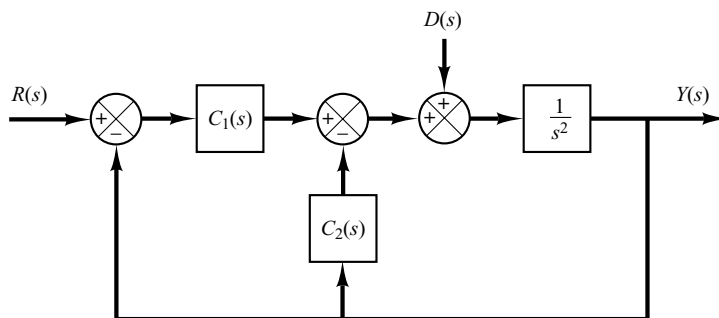 D(s)
R(s)
Y(s)
+
−
C₁(s)
+
−
+
+
1
s²
C₂(s)